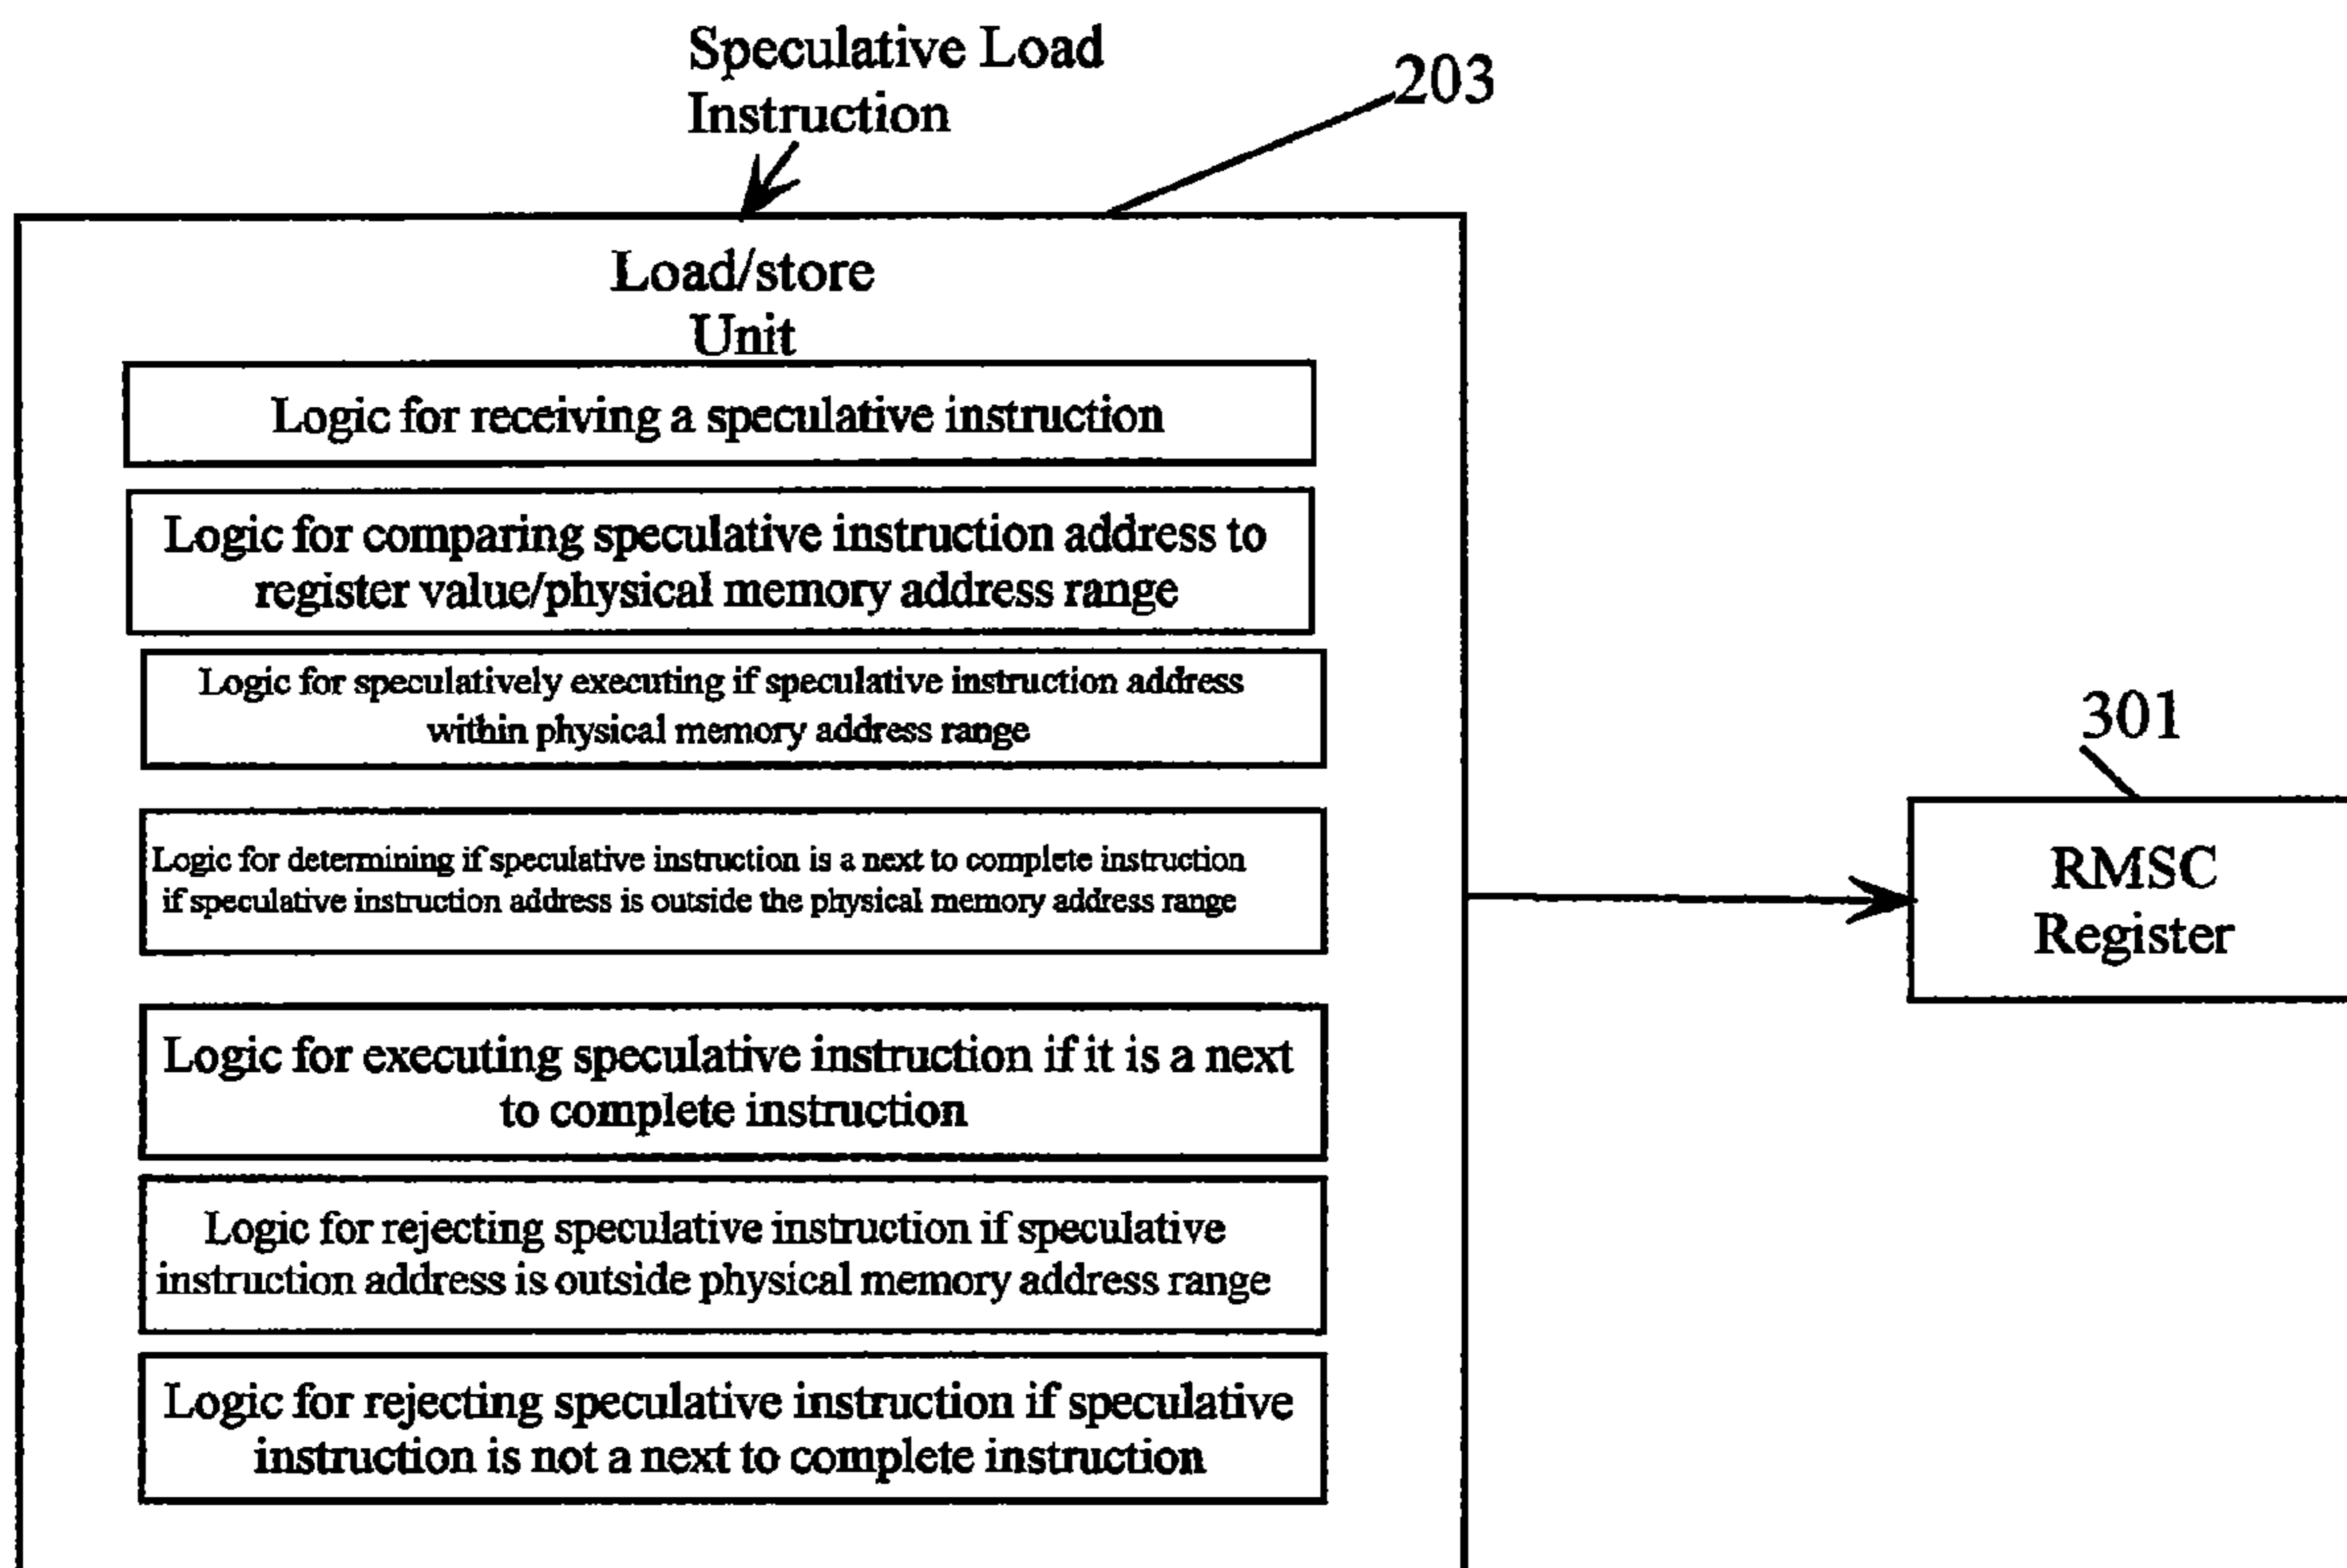 Speculative Load
Instruction
203
Load/store
Unit
Logic for receiving a speculative instruction
Logic for comparing speculative instruction address to
register value/physical memory address range
Logic for speculatively executing if speculative instruction address
within physical memory address range
Logic for determining if speculative instruction is a next to complete instruction
if speculative instruction address is outside the physical memory address range
Logic for executing speculative instruction if it is a next
to complete instruction
Logic for rejecting speculative instruction if speculative
instruction address is outside physical memory address range
Logic for rejecting speculative instruction if speculative
instruction is not a next to complete instruction
301
RMSC
Register